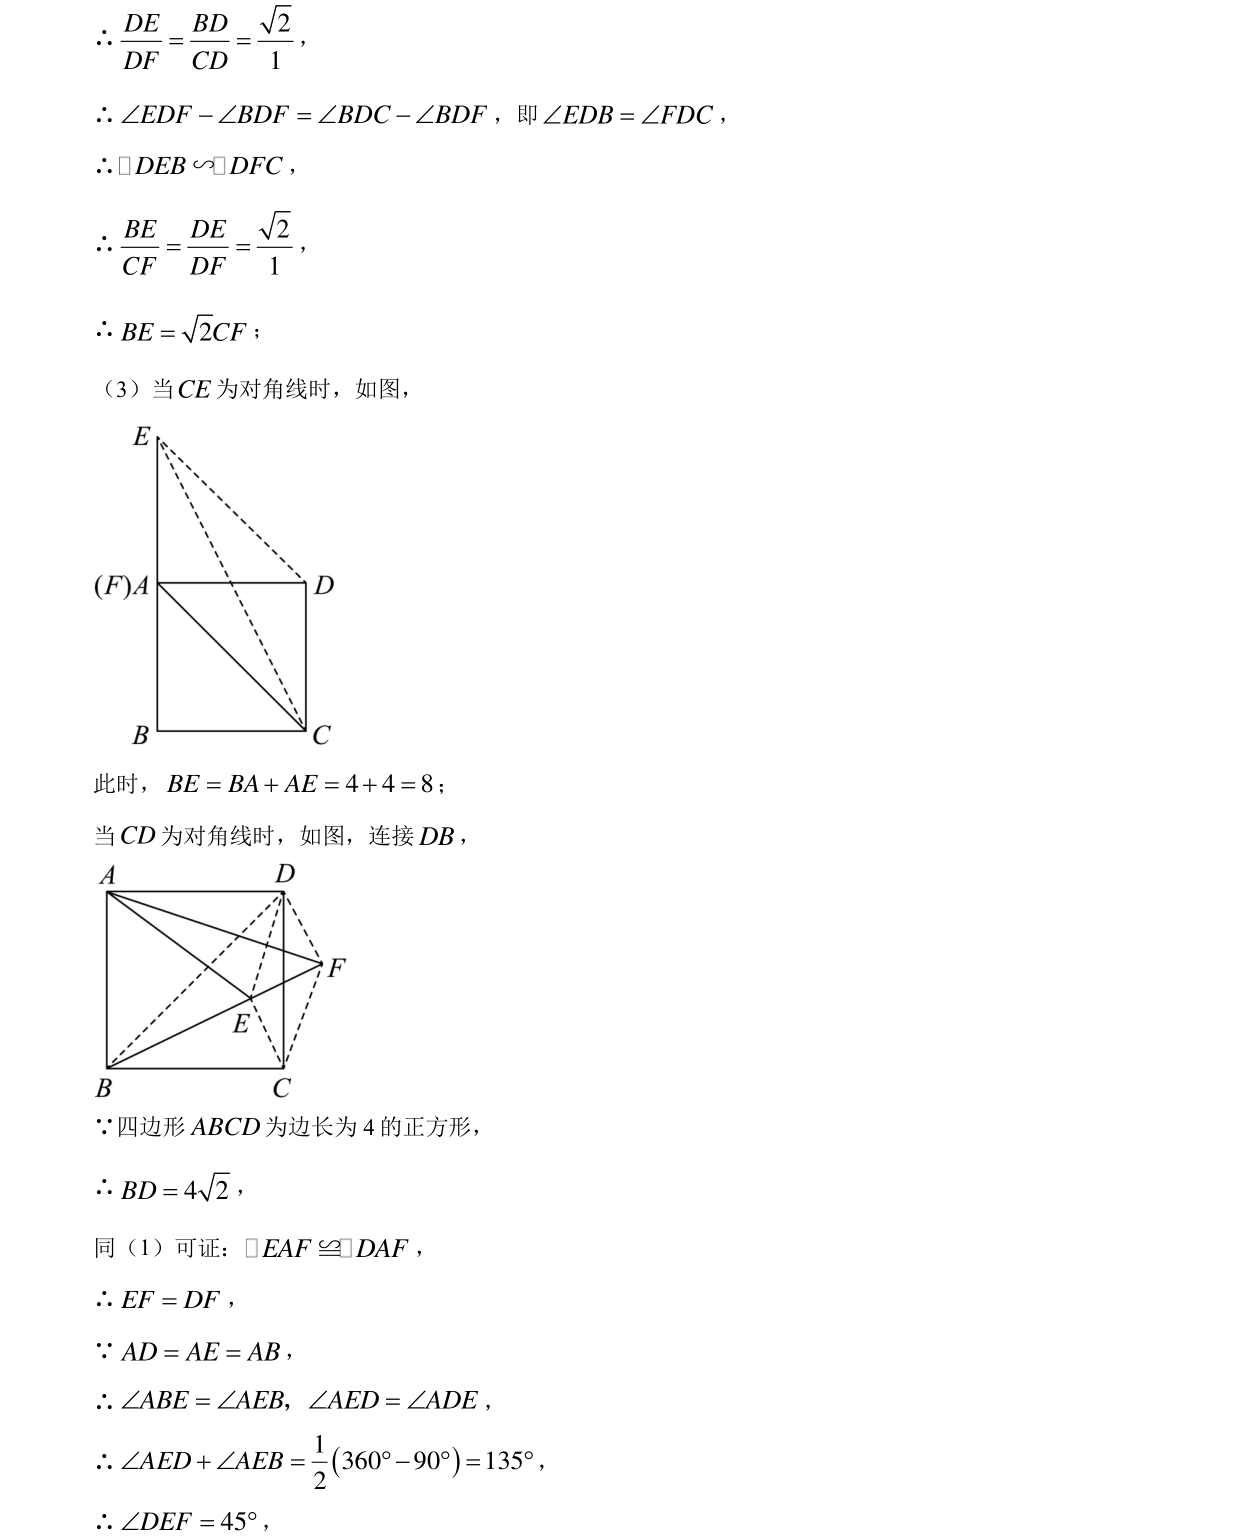 ∴ DE/DF = BD/CD = √2/1，
∴ ∠EDF − ∠BDF = ∠BDC − ∠BDF，即 ∠EDB = ∠FDC，
∴ □DEB ∽ □DFC，
∴ BE/CF = DE/DF = √2/1，
∴ BE = √2CF；
（3）当 CE 为对角线时，如图，
E
(F)A D
B C
此时， BE = BA + AE = 4 + 4 = 8；
当 CD 为对角线时，如图，连接 DB，
A D
F
E
B C
∵四边形 ABCD 为边长为 4 的正方形，
∴ BD = 4√2，
同（1）可证：□EAF ≌ □DAF，
∴ EF = DF，
∵ AD = AE = AB，
∴ ∠ABE = ∠AEB，∠AED = ∠ADE，
∴ ∠AED + ∠AEB = 1/2(360° − 90°) = 135°，
∴ ∠DEF = 45°，